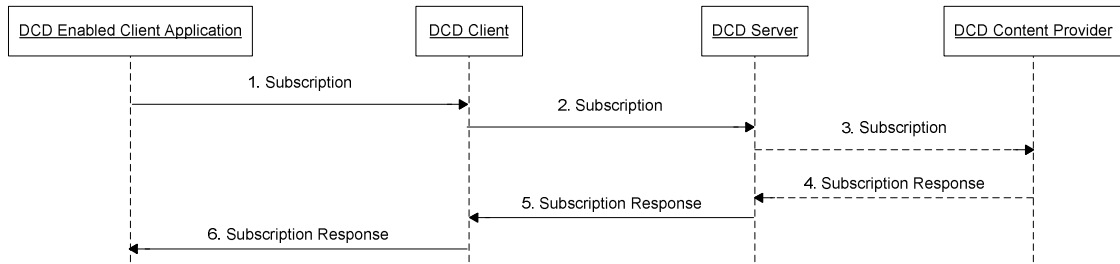 DCD Enabled Client Application
DCD Client
DCD Server
DCD Content Provider
1. Subscription
2. Subscription
3. Subscription
4. Subscription Response
5. Subscription Response
6. Subscription Response